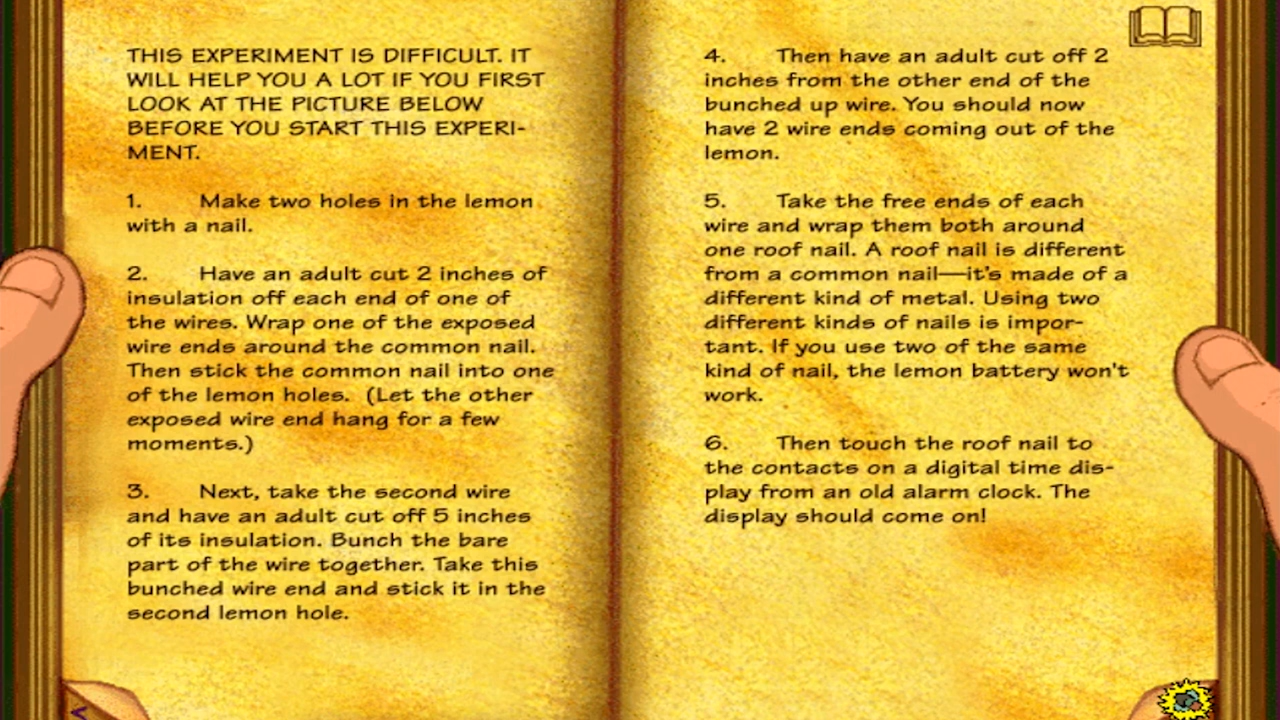 THIS EXPERIMENT IS DIFFICULT. IT
WILL HELP YOU A LOT IF YOU FIRST
LOOK AT THE PICTURE BELOW
BEFORE YOU START THIS EXPERI-
MENT.
1. Make two holes in the lemon
with a nail.
2. Have an adult cut 2 inches of
insulation off each end of one of
the wires. Wrap one of the exposed
wire ends around the common nail.
Then stick the common nail into one
of the lemon holes. (Let the other
exposed wire end hang for a few
moments.)
3. Next, take the second wire
and have an adult cut off 5 inches
of its insulation. Bunch the bare
part of the wire together. Take this
bunched wire end and stick it in the
second lemon hole.
4. Then have an adult cut off 2
inches from the other end of the
bunched up wire. You should now
have 2 wire ends coming out of the
lemon.
5. Take the free ends of each
wire and wrap them both around
one roof nail. A roof nail is different
from a common nail—it's made of a
different kind of metal. Using two
different kinds of nails is impor-
tant. If you use two of the same
kind of nail, the lemon battery won't
work.
6. Then touch the roof nail to
the contacts on a digital time dis-
play from an old alarm clock. The
display should come on!